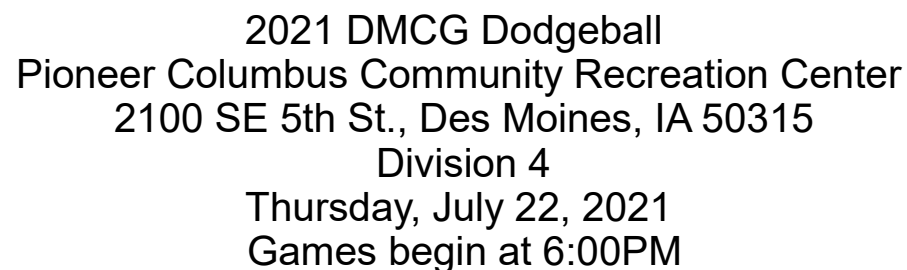 2021 DMCG Dodgeball
Pioneer Columbus Community Recreation Center
2100 SE 5th St., Des Moines, IA 50315
Division 4
Thursday, July 22, 2021
Games begin at 6:00PM